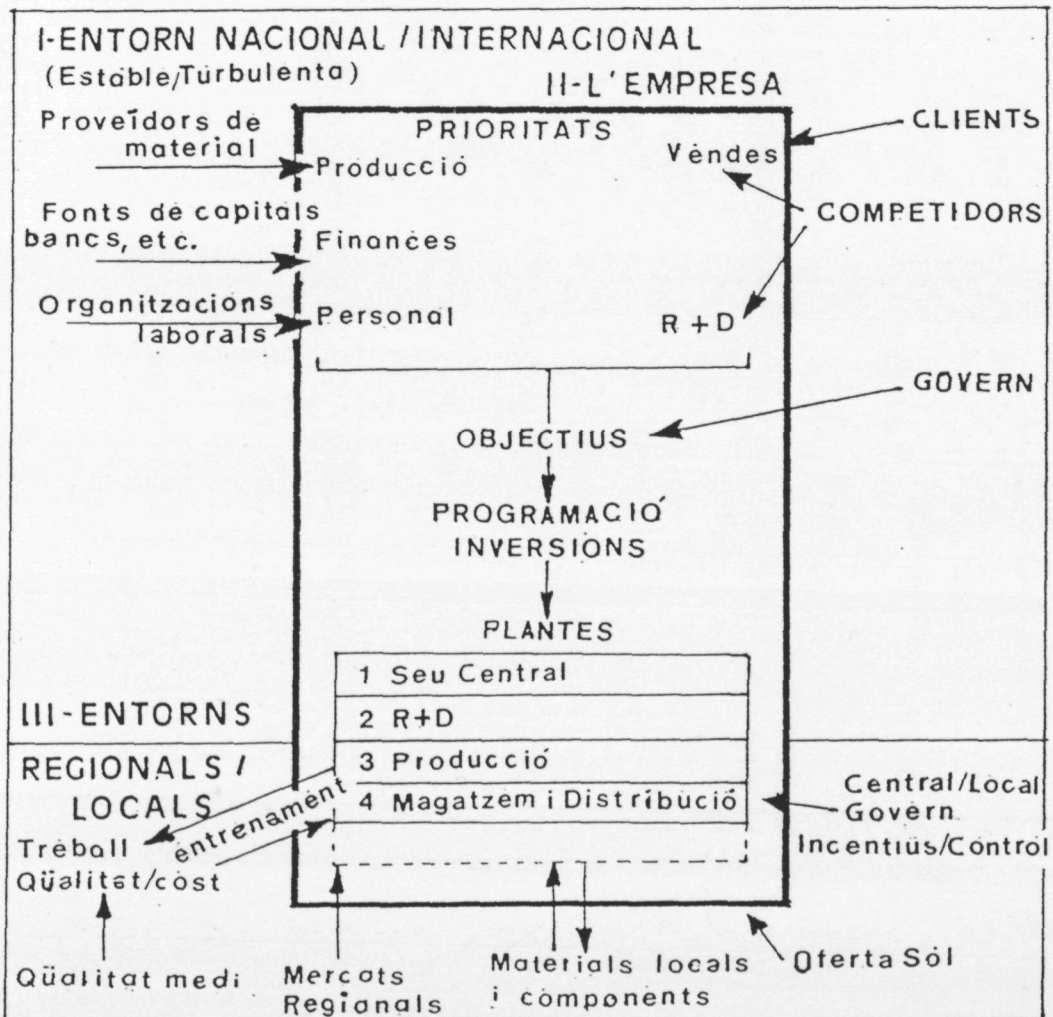 I-ENTORN NACIONAL / INTERNACIONAL
(Estable/Turbulenta)
II-L'EMPRESA
Proveïdors de
material
PRIORITATS
CLIENTS
Vendes
Producció
Fonts de capitals
bancs, etc.
COMPETIDORS
Finances
Organitzacions
laborals
Personal
R + D
GOVERN
OBJECTIUS
PROGRAMACIÓ
INVERSIONS
PLANTES
1 Seu Central
2 R+D
3 Producció
4 Magatzem i Distribució
III-ENTORNS
REGIONALS /
LOCALS
entrenament
Treball
Qüalitat/cost
Central/Local
Govern
Incentius/Control
Qüalitat medi
Mercats
Regionals
Materials locals
i components
Oferta Sól